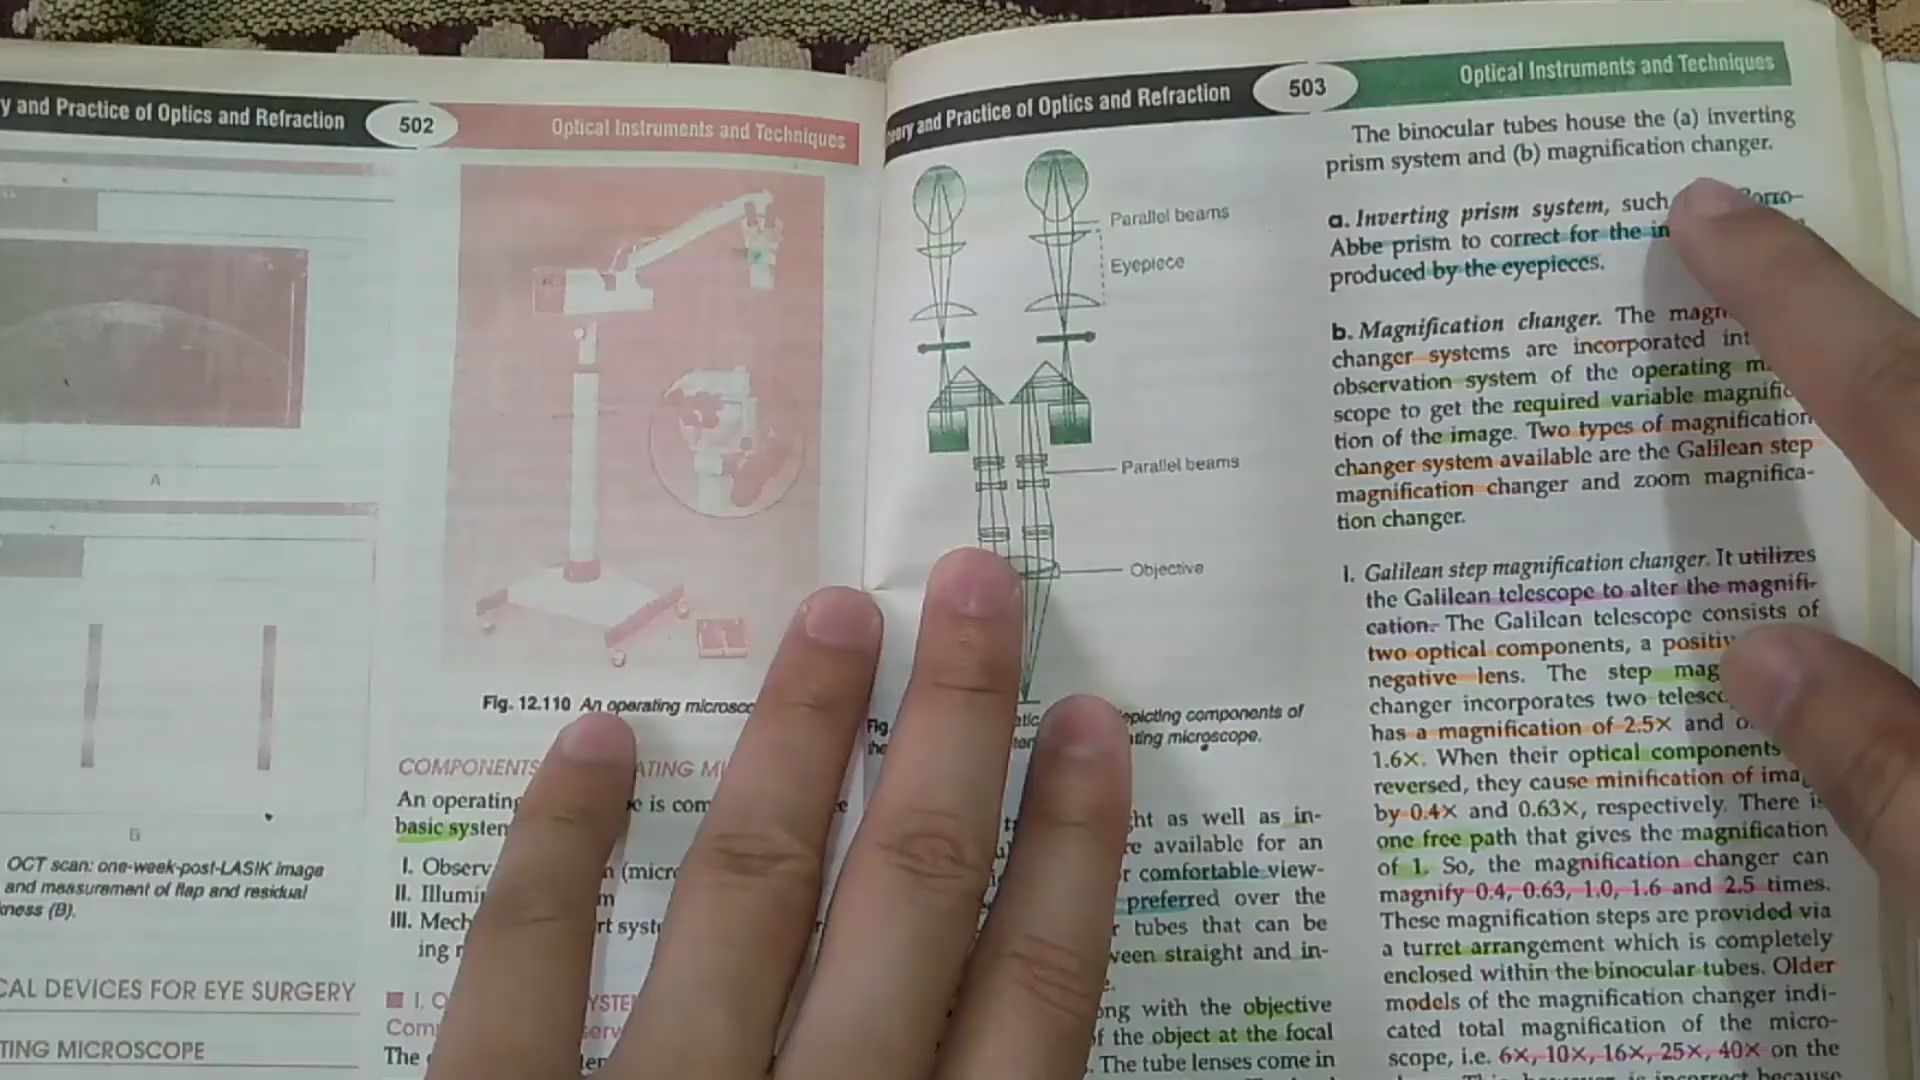 y and Practice of Optics and Refraction
502
Optical Instruments and Techniques
A
B
OCT scan: one-week-post-LASIK image
and measurement of flap and residual
(B).
CAL DEVICES FOR EYE SURGERY
TING MICROSCOPE
Fig. 12.110 An operating
COMPONENTS
An operating is com
basic
I. Observ
II. Illumi
III. Mech rt
ing
I. O
Com
The
ory and Practice of Optics and Refraction
503
Optical Instruments and Techniques
Parallel beams
Eyepiece
Parallel beams
Objective
Fig. epicting components of
ting microscope.
ht as well as in-
e available for an
r comfortable view-
preferred over the
r tubes that can be
veen straight and in-
e.
ong with the objective
f the object at the focal
The tube lenses come in
The binocular tubes house the (a) inverting
prism system and (b) magnification changer.
a. Inverting prism system, such orro-
Abbe prism to correct for the in
produced by the eyepieces.
b. Magnification changer. The magn
changer systems are incorporated int
observation system of the operating m
scope to get the required variable magnific
tion of the image. Two types of magnification
changer system available are the Galilean step
magnification changer and zoom magnifica-
tion changer.
I. Galilean step magnification changer. It utilizes
the Galilean telescope to alter the magnifi-
cation. The Galilean telescope consists of
two optical components, a positiv
negative lens. The step mag
changer incorporates two telesc
has a magnification of 2.5× and o
1.6×. When their optical components
reversed, they cause minification of ima
by 0.4× and 0.63×, respectively. There is
one free path that gives the magnification
of 1. So, the magnification changer can
magnify 0.4, 0.63, 1.0, 1.6 and 2.5 times.
These magnification steps are provided via
a turret arrangement which is completely
enclosed within the binocular tubes. Older
models of the magnification changer indi-
cated total magnification of the micro-
scope, i.e. 6×, 10×, 16×, 25×, 40× on the
incorrect because